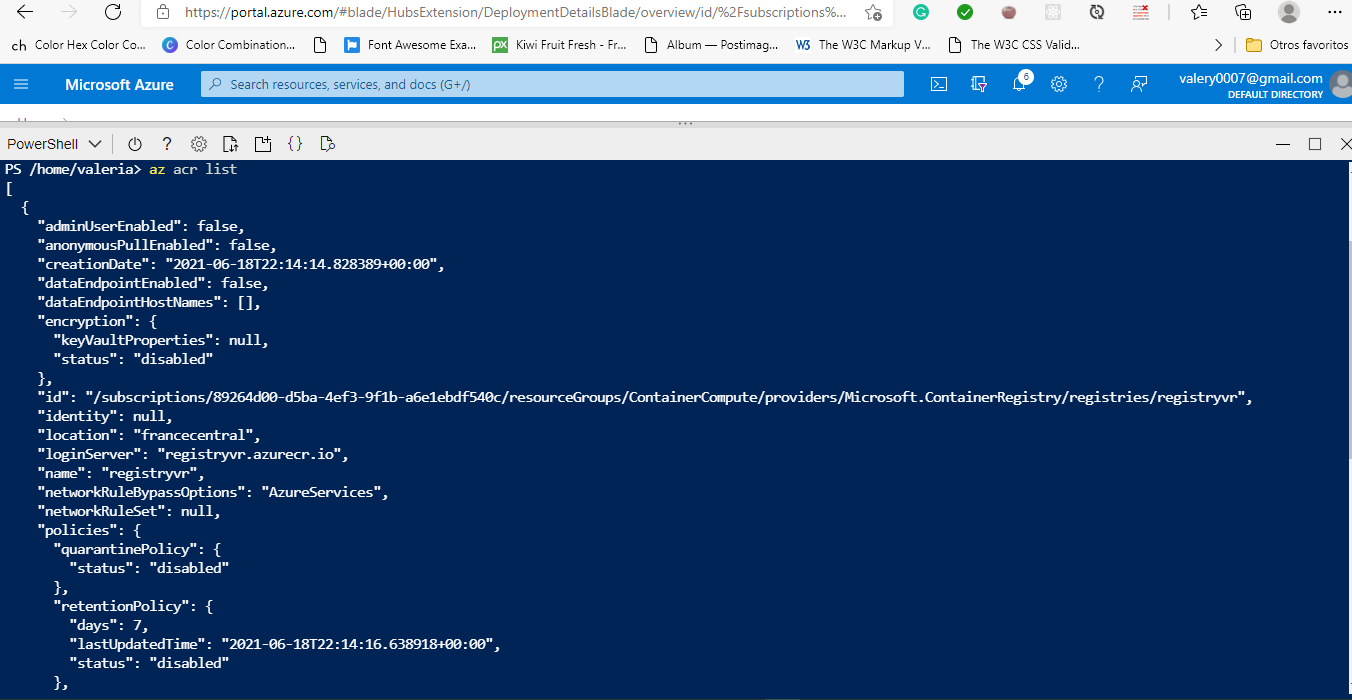 https://portal.azure.com/#blade/HubsExtension/DeploymentDetailsBlade/overview/id/%2Fsubscriptions%...
ch Color Hex Color Co... Color Combination... Font Awesome Exa... px Kiwi Fruit Fresh - Fr... Album — Postimag... W3 The W3C Markup V... The W3C CSS Valid... Otros favoritos
Microsoft Azure Search resources, services, and docs (G+/) 6 valery0007@gmail.com
DEFAULT DIRECTORY
PowerShell
PS /home/valeria> az acr list
[
  {
    "adminUserEnabled": false,
    "anonymousPullEnabled": false,
    "creationDate": "2021-06-18T22:14:14.828389+00:00",
    "dataEndpointEnabled": false,
    "dataEndpointHostNames": [],
    "encryption": {
      "keyVaultProperties": null,
      "status": "disabled"
    },
    "id": "/subscriptions/89264d00-d5ba-4ef3-9f1b-a6e1ebdf540c/resourceGroups/ContainerCompute/providers/Microsoft.ContainerRegistry/registries/registryvr",
    "identity": null,
    "location": "francecentral",
    "loginServer": "registryvr.azurecr.io",
    "name": "registryvr",
    "networkRuleBypassOptions": "AzureServices",
    "networkRuleSet": null,
    "policies": {
      "quarantinePolicy": {
        "status": "disabled"
      },
      "retentionPolicy": {
        "days": 7,
        "lastUpdatedTime": "2021-06-18T22:14:16.638918+00:00",
        "status": "disabled"
      },